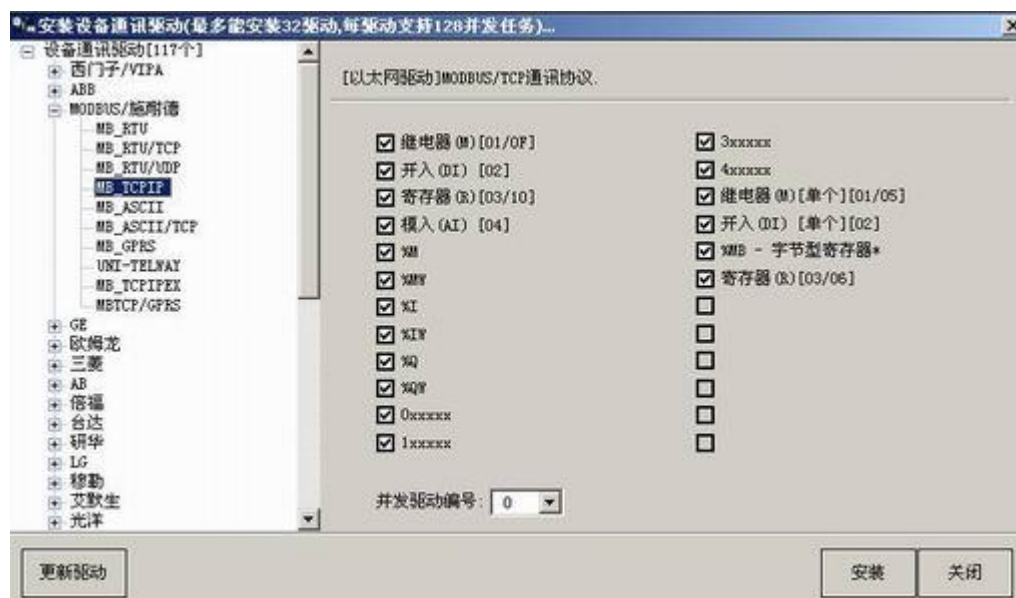 安装设备通讯驱动(最多能安装32驱动,每驱动支持128并发任务)...
设备通讯驱动[117个]
西门子/VIPA
ABB
MODBUS/施耐德
MB_RTU
MB_RTU/TCP
MB_RTU/UDP
MB_TCPIP
MB_ASCII
MB_ASCII/TCP
MB_GPRS
UNI-TELWAY
MB_TCPIPEX
MBTCP/GPRS
GE
欧姆龙
三菱
AB
倍福
台达
研华
LG
穆勒
艾默生
光洋
[以太网驱动]MODBUS/TCP通讯协议.
继电器(M)[01/0F]
开入(DI) [02]
寄存器(R)[03/10]
模入(AI) [04]
%M
%MW
%I
%IW
%Q
%QW
0xxxxx
1xxxxx
3xxxxx
4xxxxx
继电器(M)[单个][01/05]
开入(DI) [单个][02]
%MB - 字节型寄存器*
寄存器(R)[03/06]
并发驱动编号: 0
更新驱动
安装
关闭